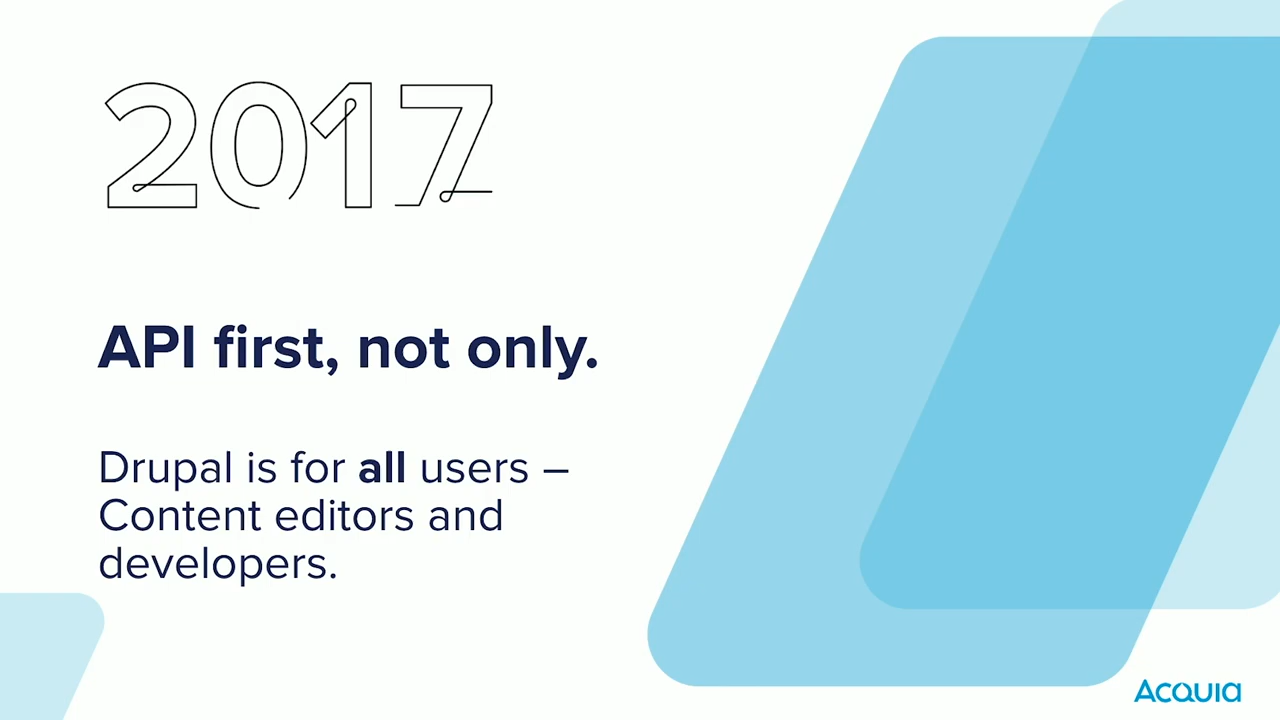 2017
API first, not only.
Drupal is for all users –
Content editors and
developers.
Acquia